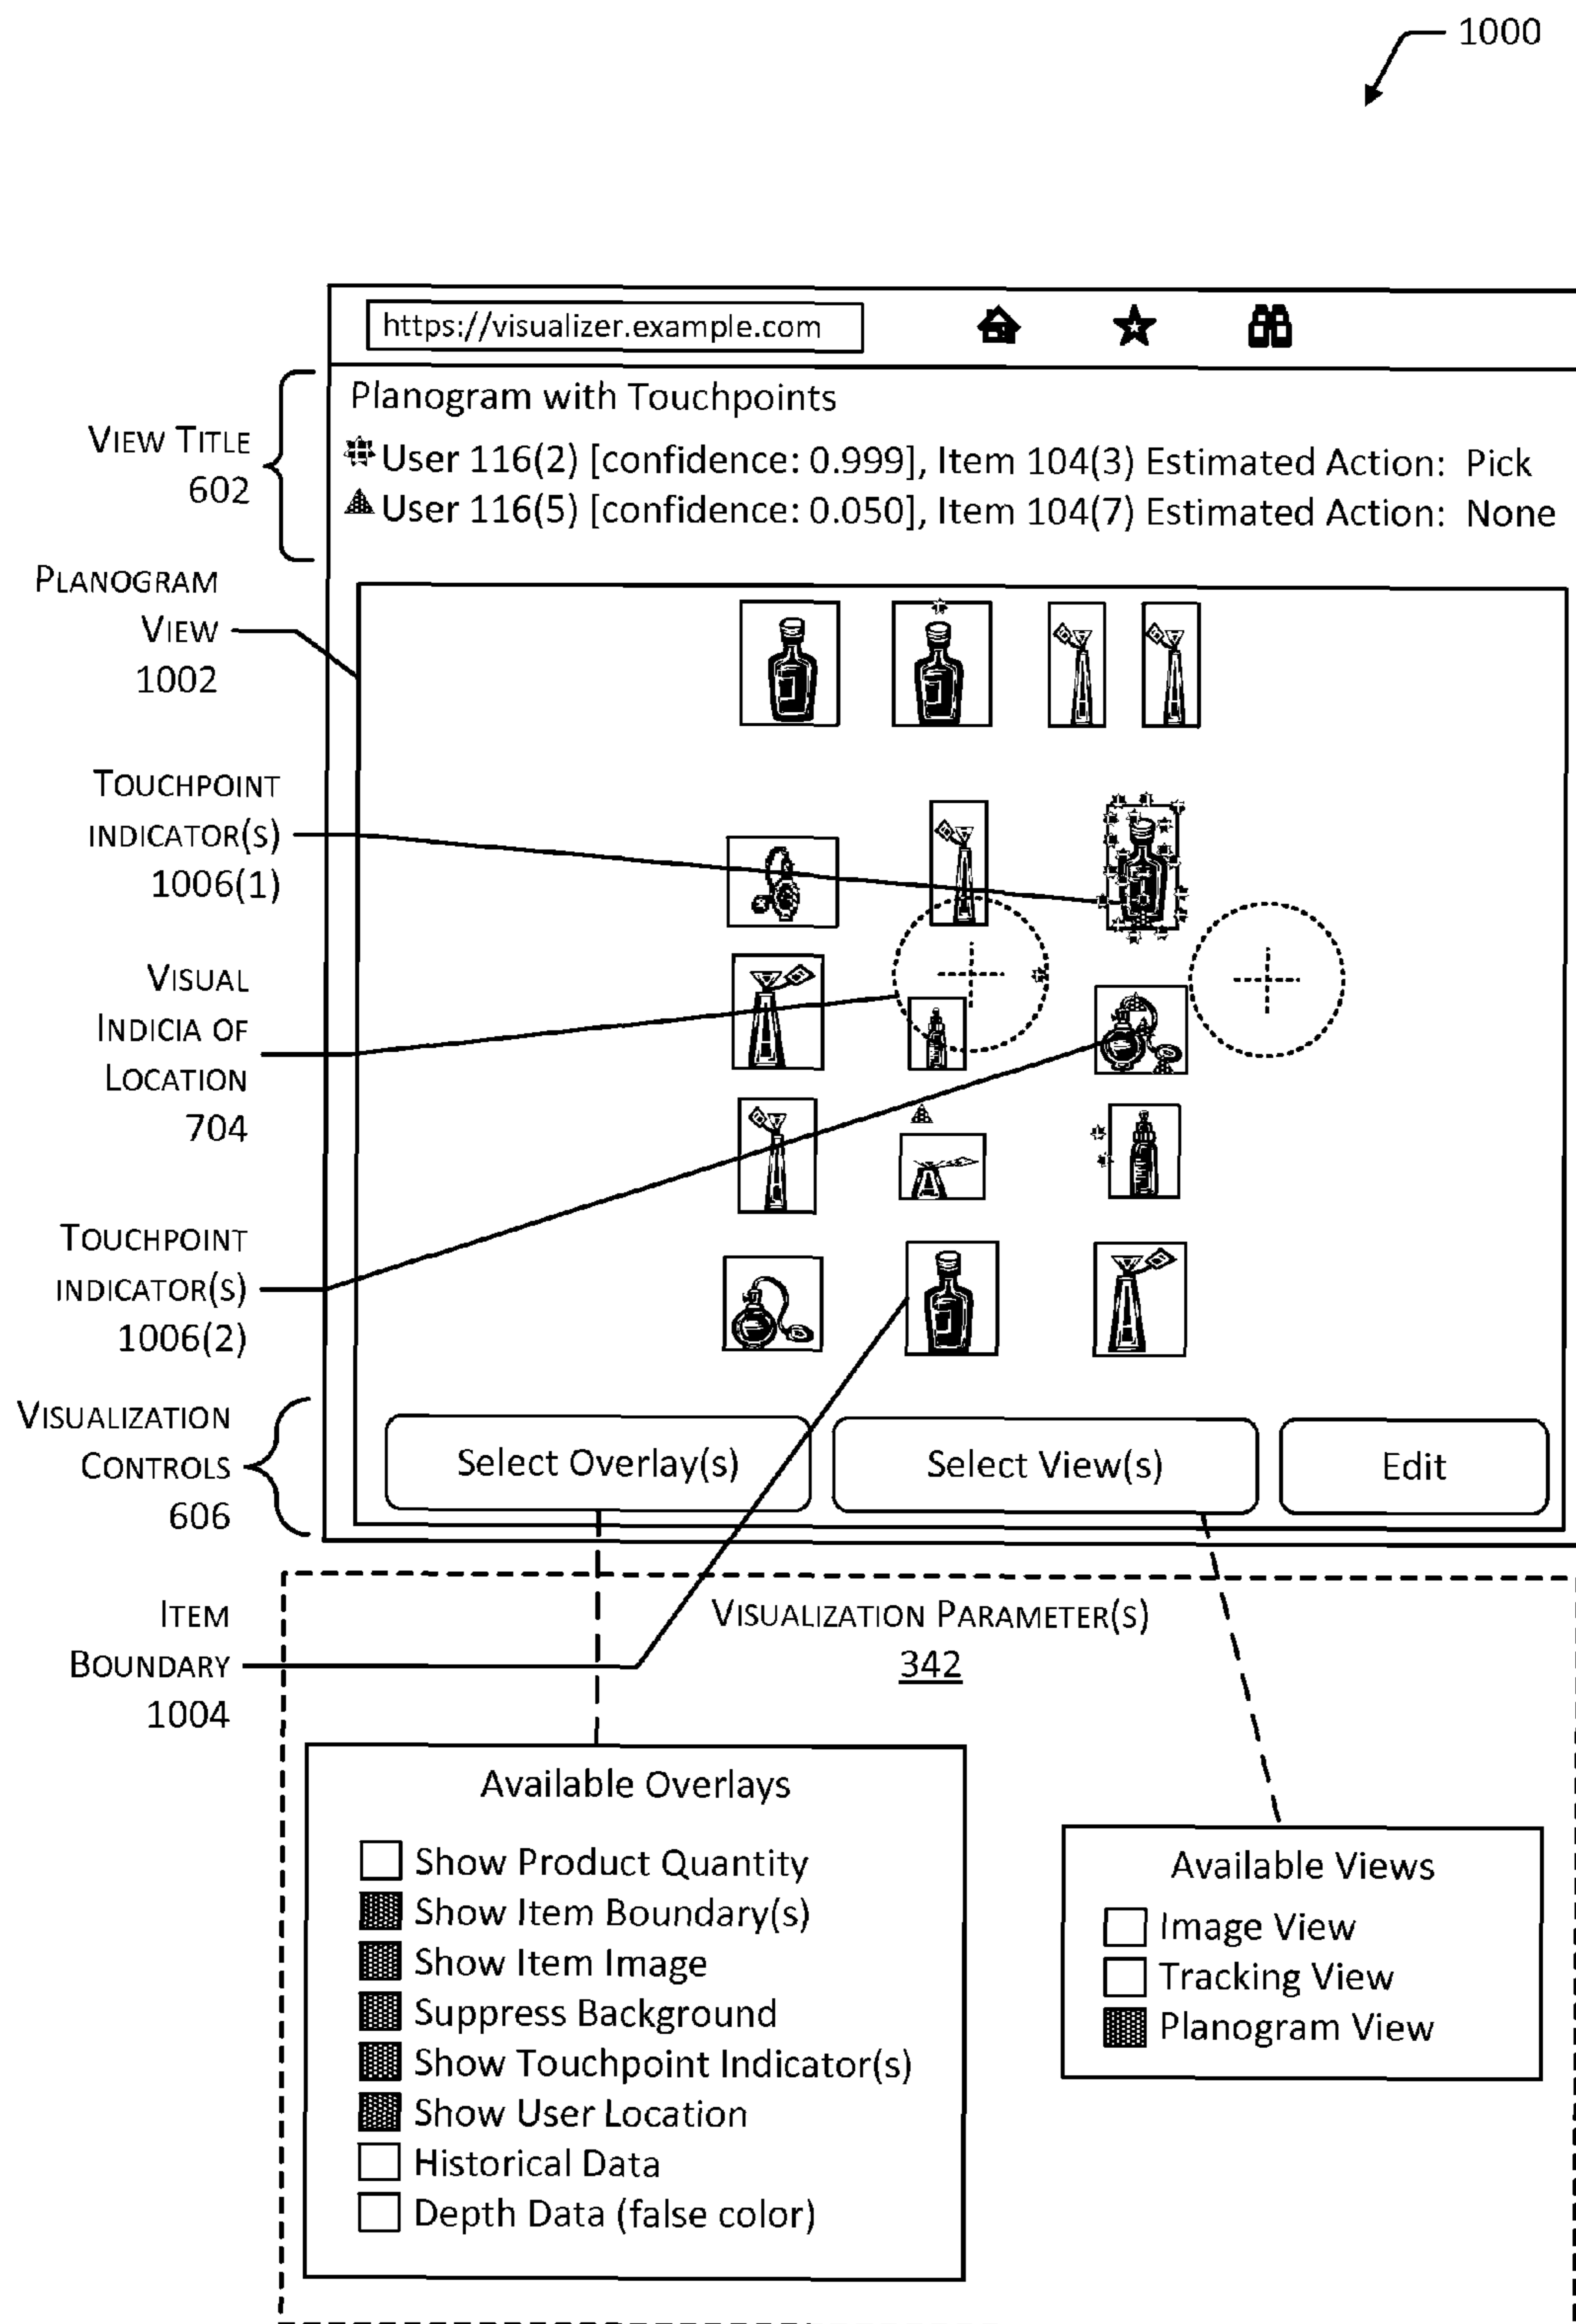 1000
https://visualizer.example.com
VIEW TITLE
602
Planogram with Touchpoints
User 116(2) [confidence: 0.999], Item 104(3) Estimated Action: Pick
User 116(5) [confidence: 0.050], Item 104(7) Estimated Action: None
PLANOGRAM
VIEW
1002
TOUCHPOINT
INDICATOR(S)
1006(1)
VISUAL
INDICIA OF
LOCATION
704
TOUCHPOINT
INDICATOR(S)
1006(2)
VISUALIZATION
CONTROLS
606
Select Overlay(s)
Select View(s)
Edit
ITEM
BOUNDARY
1004
VISUALIZATION PARAMETER(S)
342
Available Overlays
Show Product Quantity
Show Item Boundary(s)
Show Item Image
Suppress Background
Show Touchpoint Indicator(s)
Show User Location
Historical Data
Depth Data (false color)
Available Views
Image View
Tracking View
Planogram View